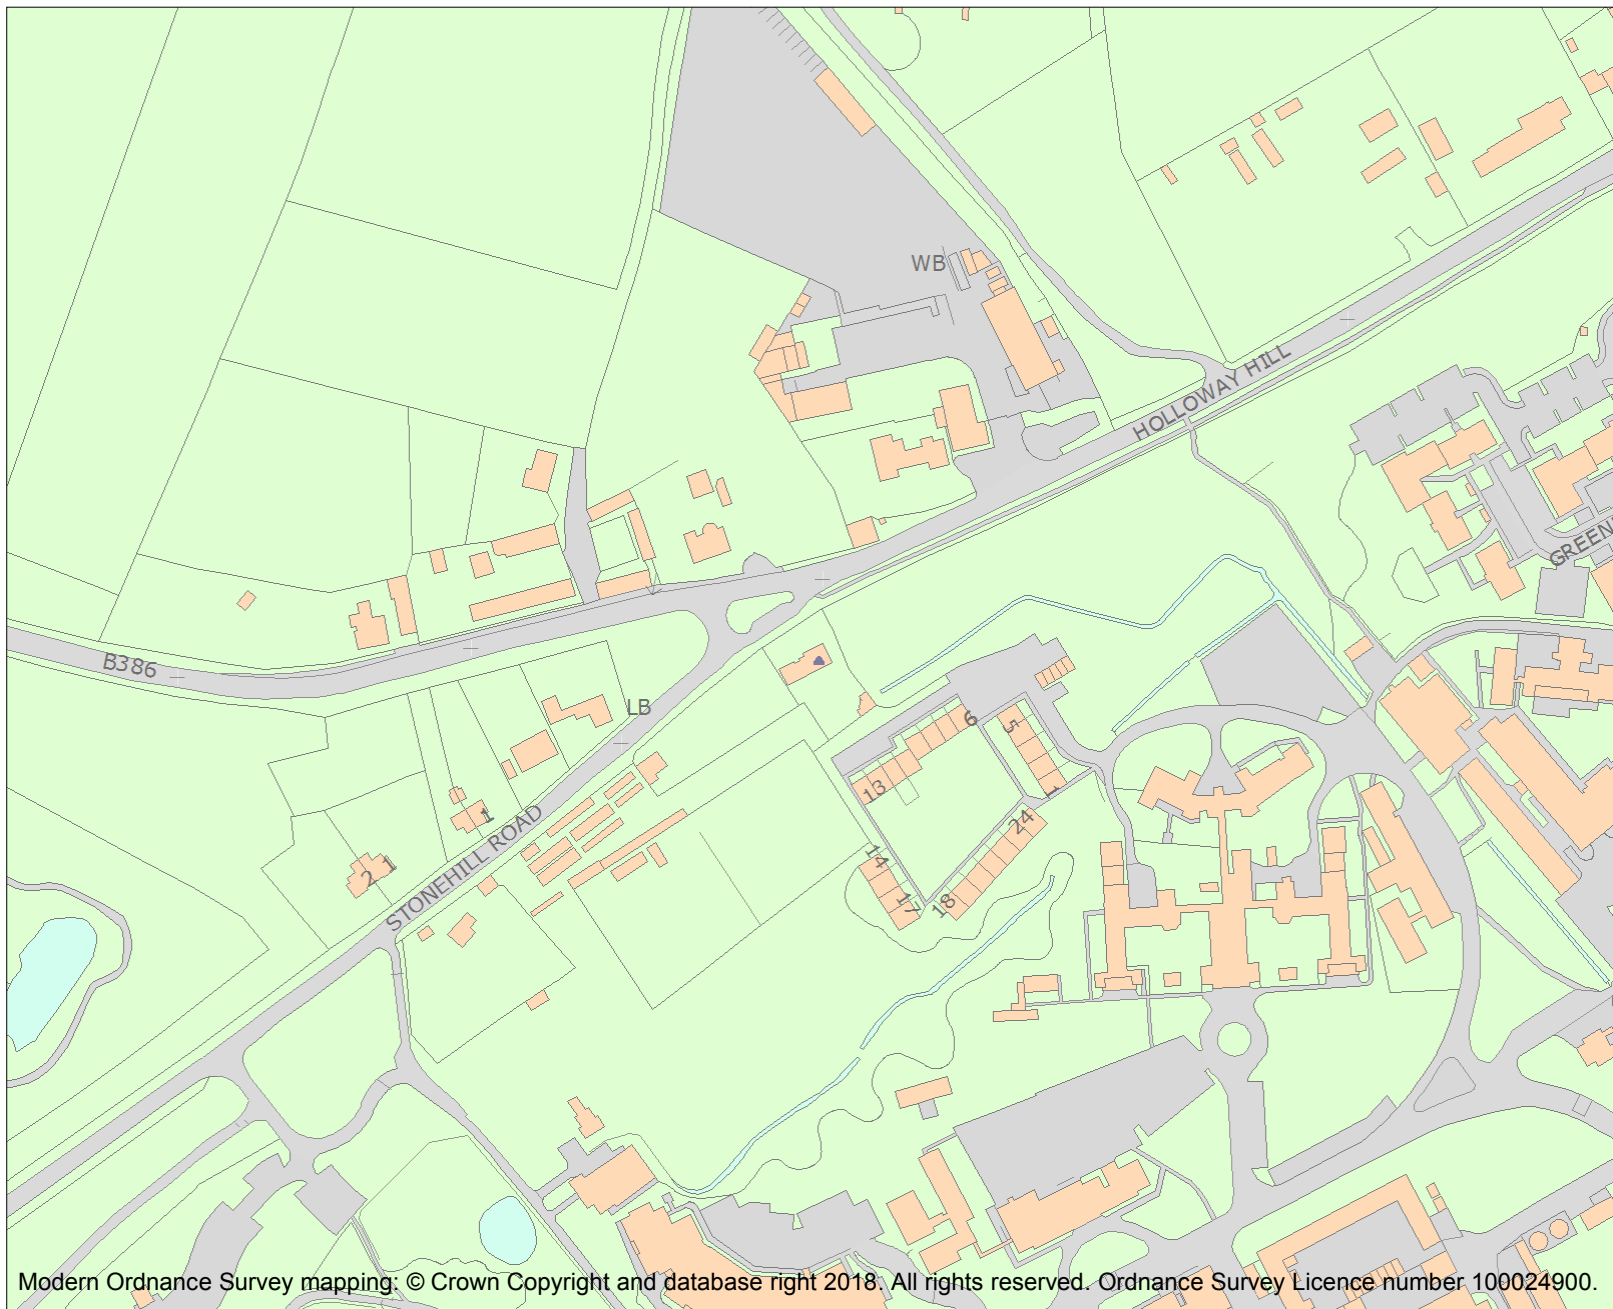 WB
HOLLOWAY HILL
GREEN
B386
LB
6
5
13
1
1
24
STONEHILL ROAD
14
2 1
17
18
Modern Ordnance Survey mapping: © Crown Copyright and database right 2018. All rights reserved. Ordnance Survey Licence number 100024900.